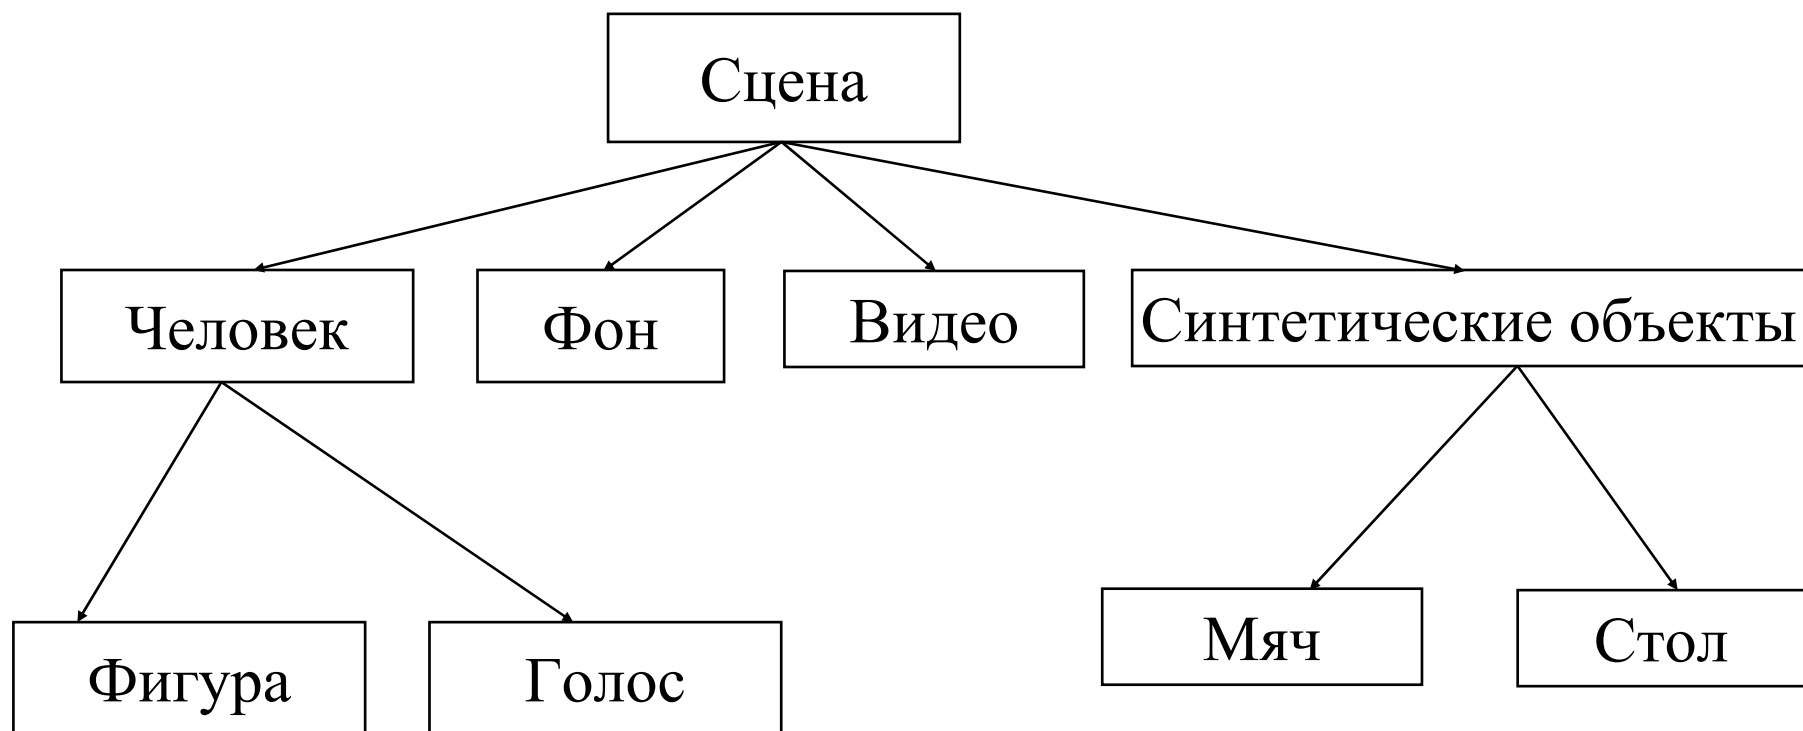 Сцена
Человек
Фон
Видео
Синтетические объекты
Фигура
Голос
Мяч
Стол